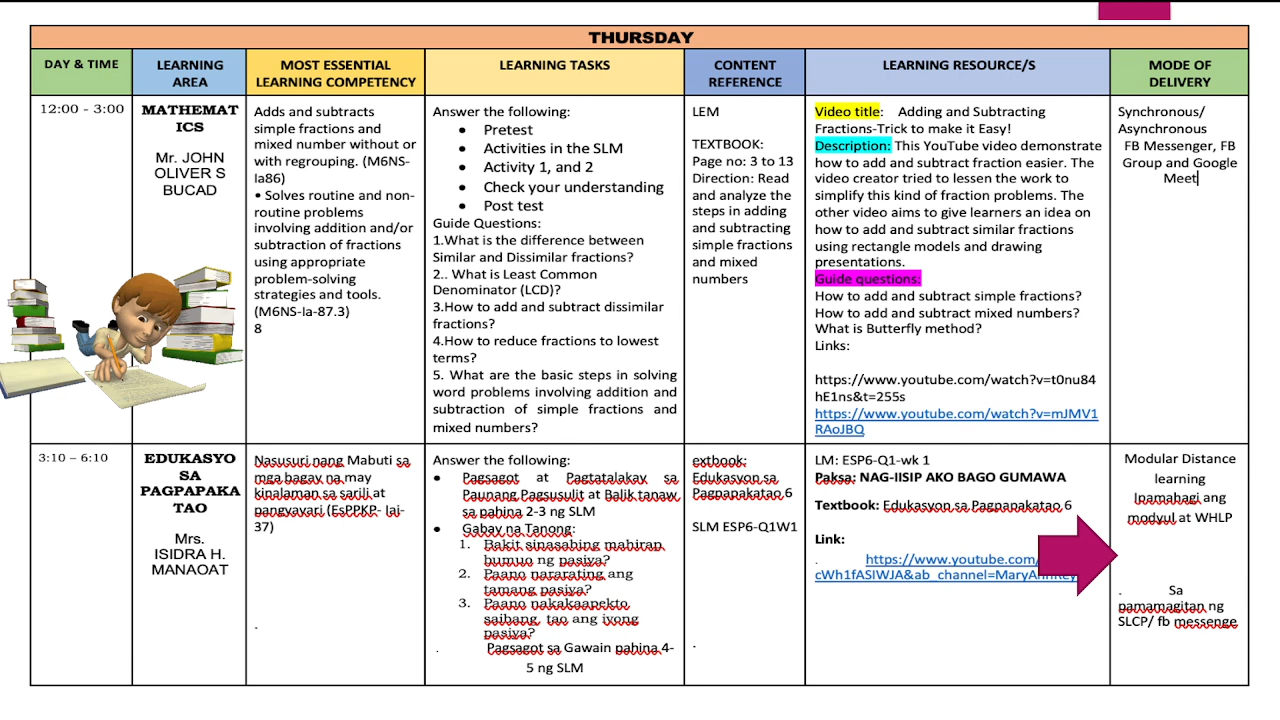 THURSDAY
DAY & TIME
LEARNING
AREA
MOST ESSENTIAL
LEARNING COMPETENCY
LEARNING TASKS
CONTENT
REFERENCE
LEARNING RESOURCE/S
MODE OF
DELIVERY
12:00 - 3:00
MATHEMAT
ICS
Mr. JOHN
OLIVER S
BUCAD
Adds and subtracts
simple fractions and
mixed number without or
with regrouping. (M6NS-
Ia86)
• Solves routine and non-
routine problems
involving addition and/or
subtraction of fractions
using appropriate
problem-solving
strategies and tools.
(M6NS-Ia-87.3)
8
Answer the following:
• Pretest
• Activities in the SLM
• Activity 1, and 2
• Check your understanding
• Post test
Guide Questions:
1.What is the difference between
Similar and Dissimilar fractions?
2.. What is Least Common
Denominator (LCD)?
3.How to add and subtract dissimilar
fractions?
4.How to reduce fractions to lowest
terms?
5. What are the basic steps in solving
word problems involving addition and
subtraction of simple fractions and
mixed numbers?
LEM
TEXTBOOK:
Page no: 3 to 13
Direction: Read
and analyze the
steps in adding
and subtracting
simple fractions
and mixed
numbers
Video title: Adding and Subtracting
Fractions-Trick to make it Easy!
Description: This YouTube video demonstrate
how to add and subtract fraction easier. The
video creator tried to lessen the work to
simplify this kind of fraction problems. The
other video aims to give learners an idea on
how to add and subtract similar fractions
using rectangle models and drawing
presentations.
Guide questions:
How to add and subtract simple fractions?
How to add and subtract mixed numbers?
What is Butterfly method?
Links:
https://www.youtube.com/watch?v=t0nu84
hE1ns&t=255s
https://www.youtube.com/watch?v=mJMV1
RAoJBQ
Synchronous/
Asynchronous
FB Messenger, FB
Group and Google
Meet
3:10 – 6:10
EDUKASYO
SA
PAGPAPAKA
TAO
Mrs.
ISIDRA H.
MANAOAT
Nasusuri nang Mabuti sa
mga bagay na may
kinalaman sa sarili at
pangyayari (EsPPKP- Iai-
37)
.
Answer the following:
• Pagsagot at Pagtatalakay sa
Paunang Pagsusulit at Balik tanaw
sa pahina 2-3 ng SLM
• Gabay na Tanong:
1. Bakit sinasabing mahirap
bumuo ng pasiya?
2. Paano nararating ang
tamang pasiya?
3. Paano nakakaapekto
saibang tao ang iyong
pasiya?
. Pagsagot sa Gawain pahina 4-
5 ng SLM
extbook:
Edukasyon sa
Pagpapakatao 6
SLM ESP6-Q1W1
.
LM: ESP6-Q1-wk 1
Paksa: NAG-IISIP AKO BAGO GUMAWA
Textbook: Edukasyon sa Pagpapakatao 6
Link:
. https://www.youtube.com/
cWh1fASIWJA&ab_channel=MaryAnnRey
Modular Distance
learning
Ipamahagi ang
modyul at WHLP
. Sa
pamamagitan ng
SLCP/ fb messenge